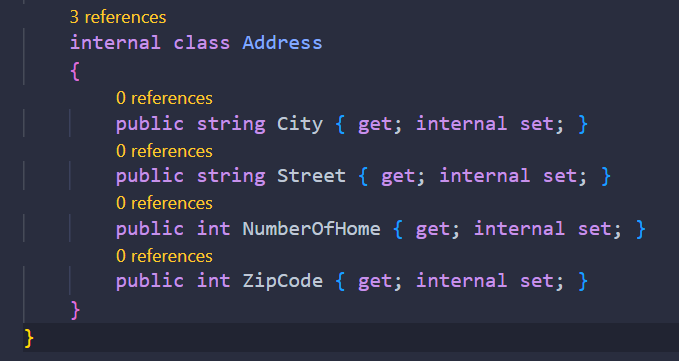 3 references
internal class Address
{
0 references
public string City { get; internal set; }
0 references
public string Street { get; internal set; }
0 references
public int NumberOfHome { get; internal set; }
0 references
public int ZipCode { get; internal set; }
}
}